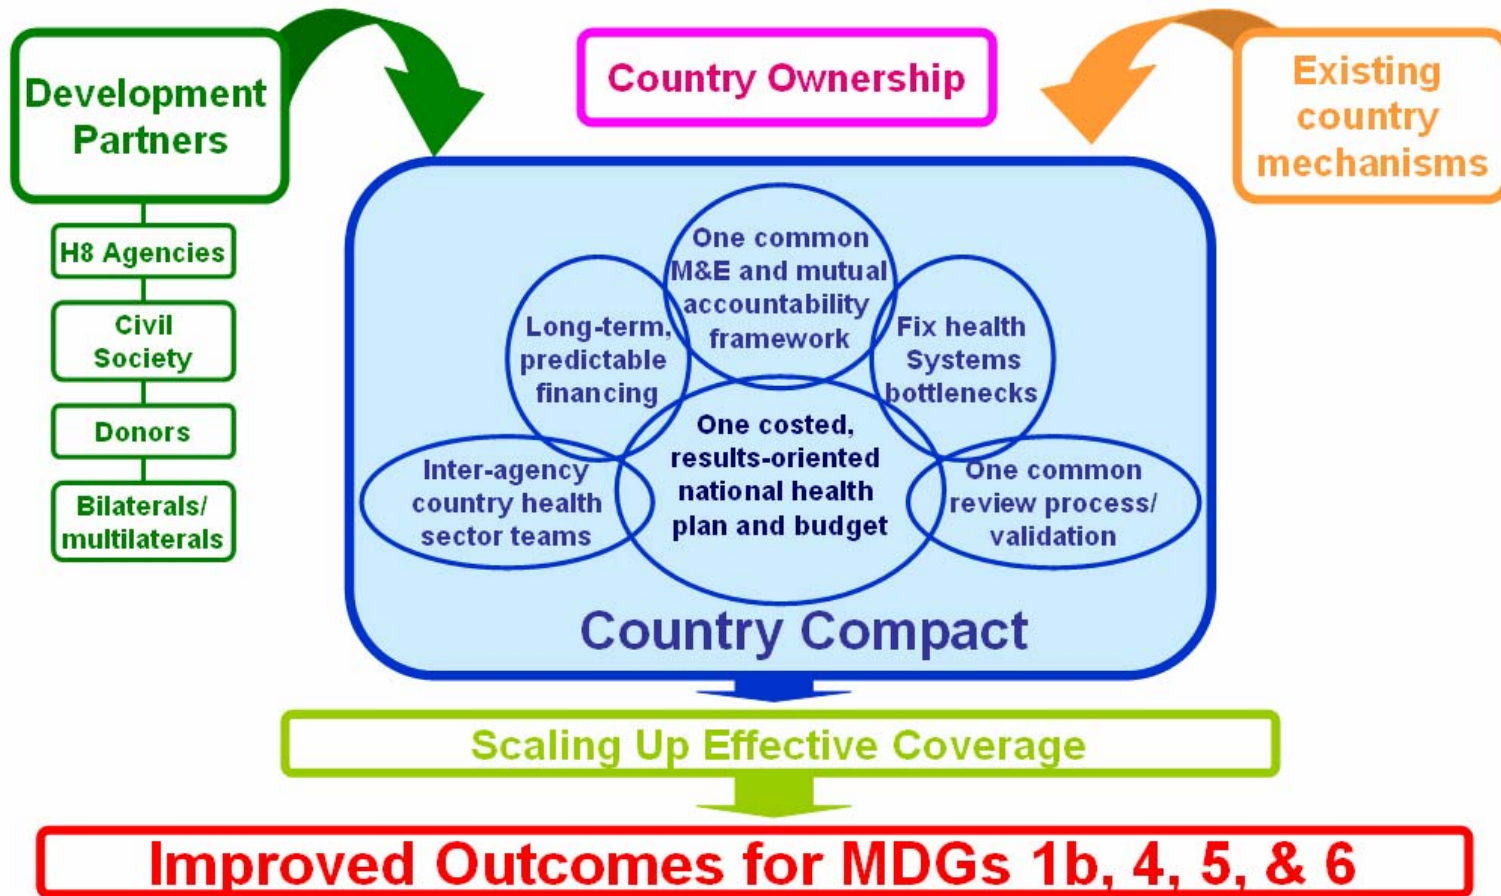 Development
Partners
Country Ownership
Existing
country
mechanisms
H8 Agencies
Civil
Society
Donors
Bilaterals/
multilaterals
One common
M&E and mutual
accountability
framework
Long-term,
predictable
financing
Fix health
Systems
bottlenecks
One costed,
results-oriented
national health
plan and budget
Inter-agency
country health
sector teams
One common
review process/
validation
Country Compact
Scaling Up Effective Coverage
Improved Outcomes for MDGs 1b, 4, 5, & 6